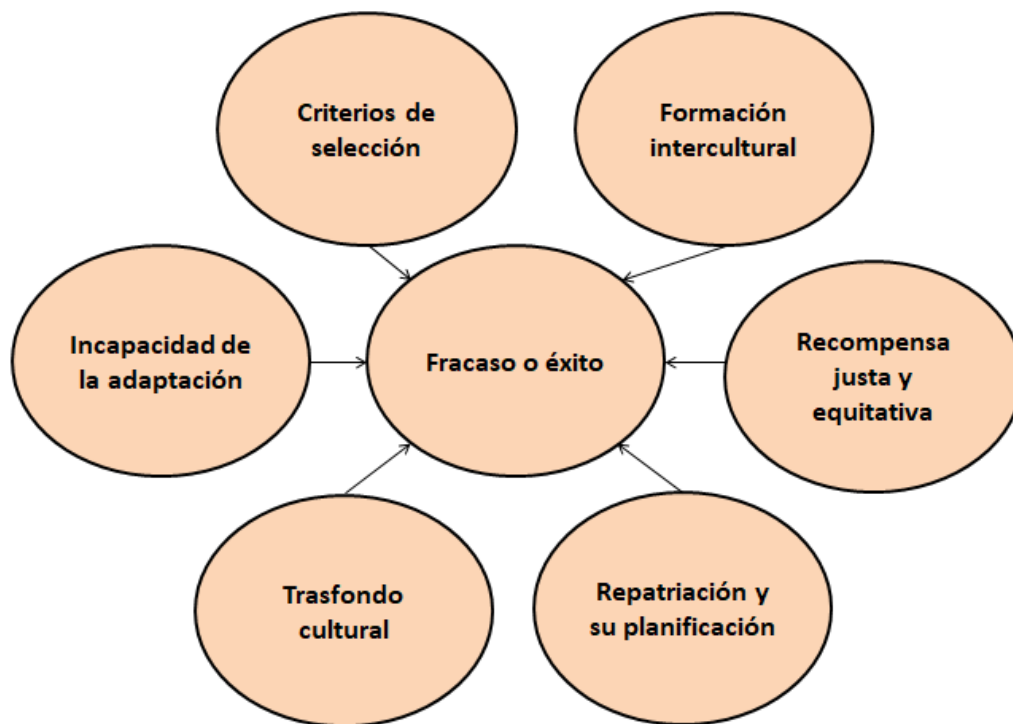 Criterios de
selección
Formación
intercultural
Incapacidad de
la adaptación
Fracaso o éxito
Recompensa
justa y
equitativa
Trasfondo
cultural
Repatriación y
su planificación